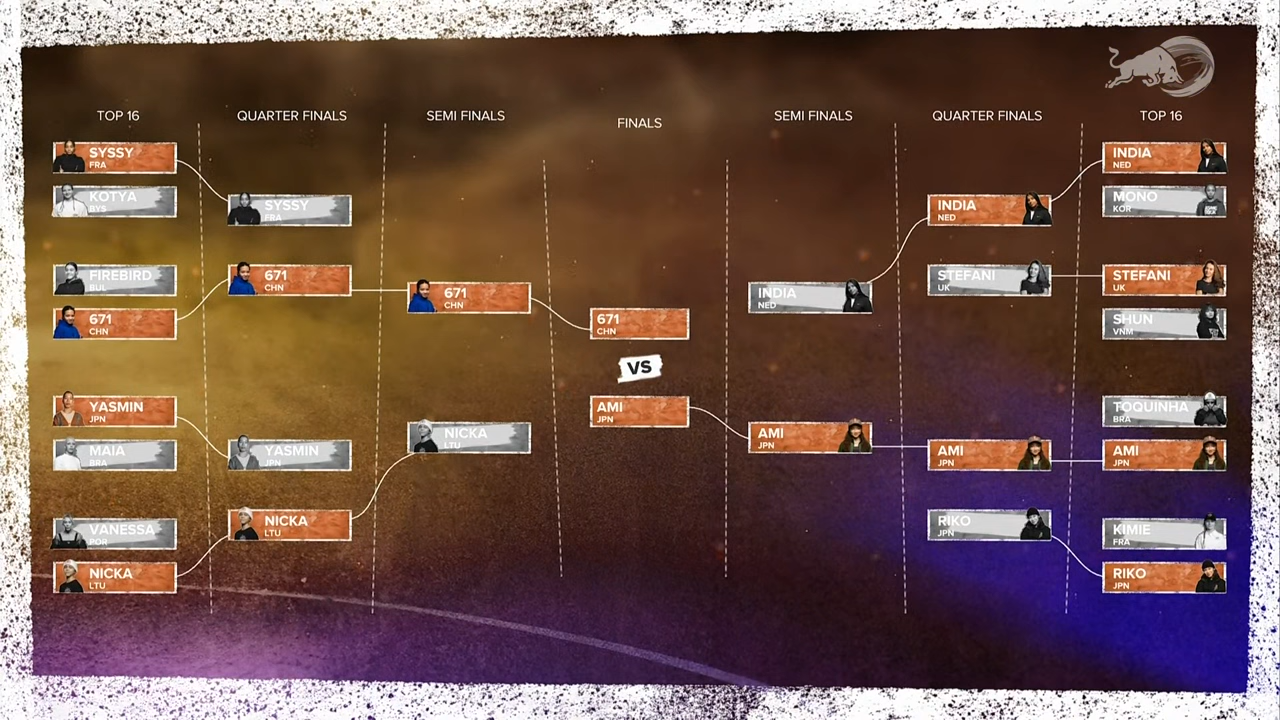 TOP 16
QUARTER FINALS
SEMI FINALS
FINALS
SEMI FINALS
QUARTER FINALS
TOP 16
SYSSY
FRA
KOTYA
BYS
FIREBIRD
BUL
671
CHN
YASMIN
JPN
MAIA
BRA
VANESSA
POR
NICKA
LTU
SYSSY
FRA
671
CHN
YASMIN
JPN
NICKA
LTU
671
CHN
NICKA
LTU
671
CHN
VS
AMI
JPN
INDIA
NED
AMI
JPN
INDIA
NED
STEFANI
UK
AMI
JPN
RIKO
JPN
INDIA
NED
MONO
KOR
STEFANI
UK
SHUN
VNM
TOQUINHA
BRA
AMI
JPN
KIMIE
FRA
RIKO
JPN